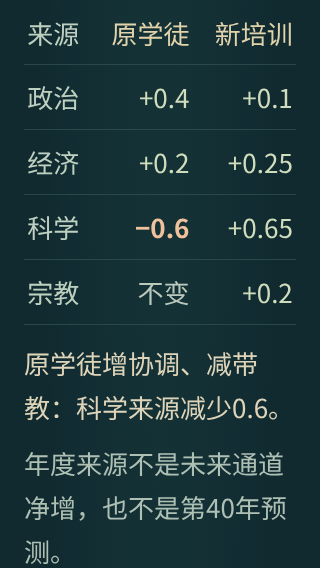 来源 原学徒 新培训
政治 +0.4 +0.1
经济 +0.2 +0.25
科学 −0.6 +0.65
宗教 不变 +0.2
原学徒增协调、减带
教：科学来源减少0.6。
年度来源不是未来通道
净增，也不是第40年预
测。